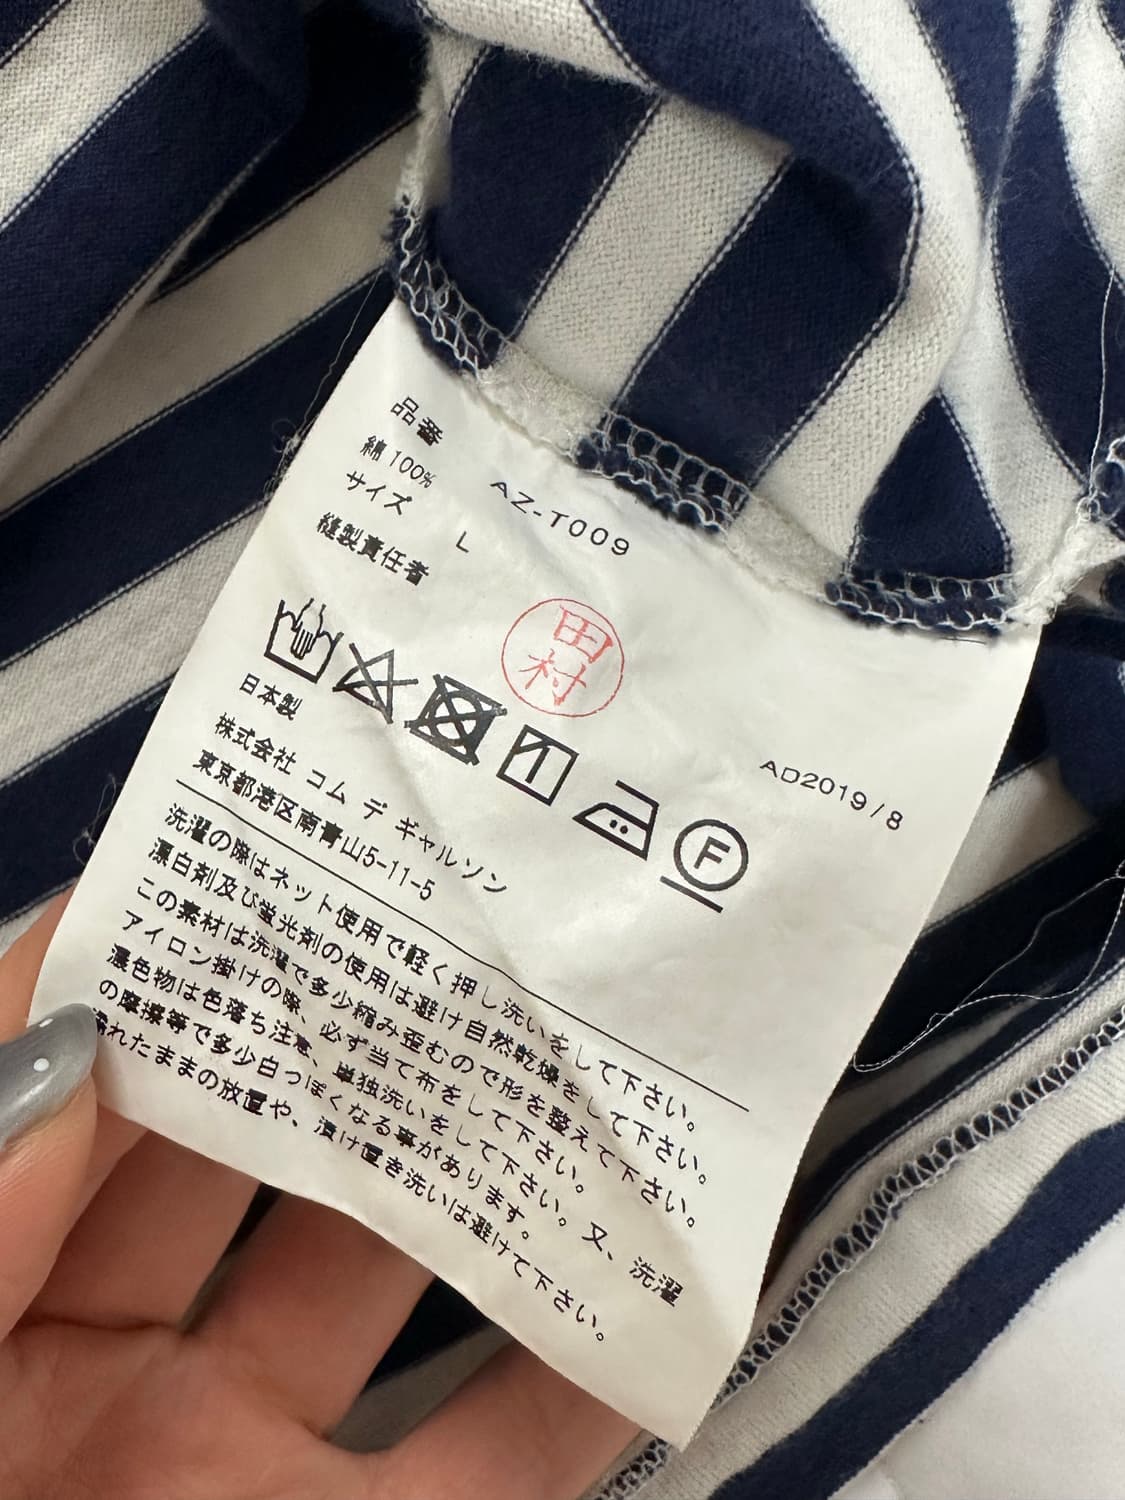 品番 AZ-T009
綿 100%
サイズ L
縫製責任者
田村
F
日本製 AD2019/8
株式会社 コム デ ギャルソン
東京都港区南青山5-11-5
洗濯の際はネット使用で軽く押し洗いをして下さい。
漂白剤及び蛍光剤の使用は避け自然乾燥をして下さい。
この素材は洗濯で多少縮み歪むので形を整えて下さい。
アイロン掛けの際、必ず当て布をして下さい。
濃色物は色落ち注意、単独洗いをして下さい。又、洗濯
の摩擦等で多少白っぽくなる事があります。
濡れたままの放置や、漬け置き洗いは避けて下さい。